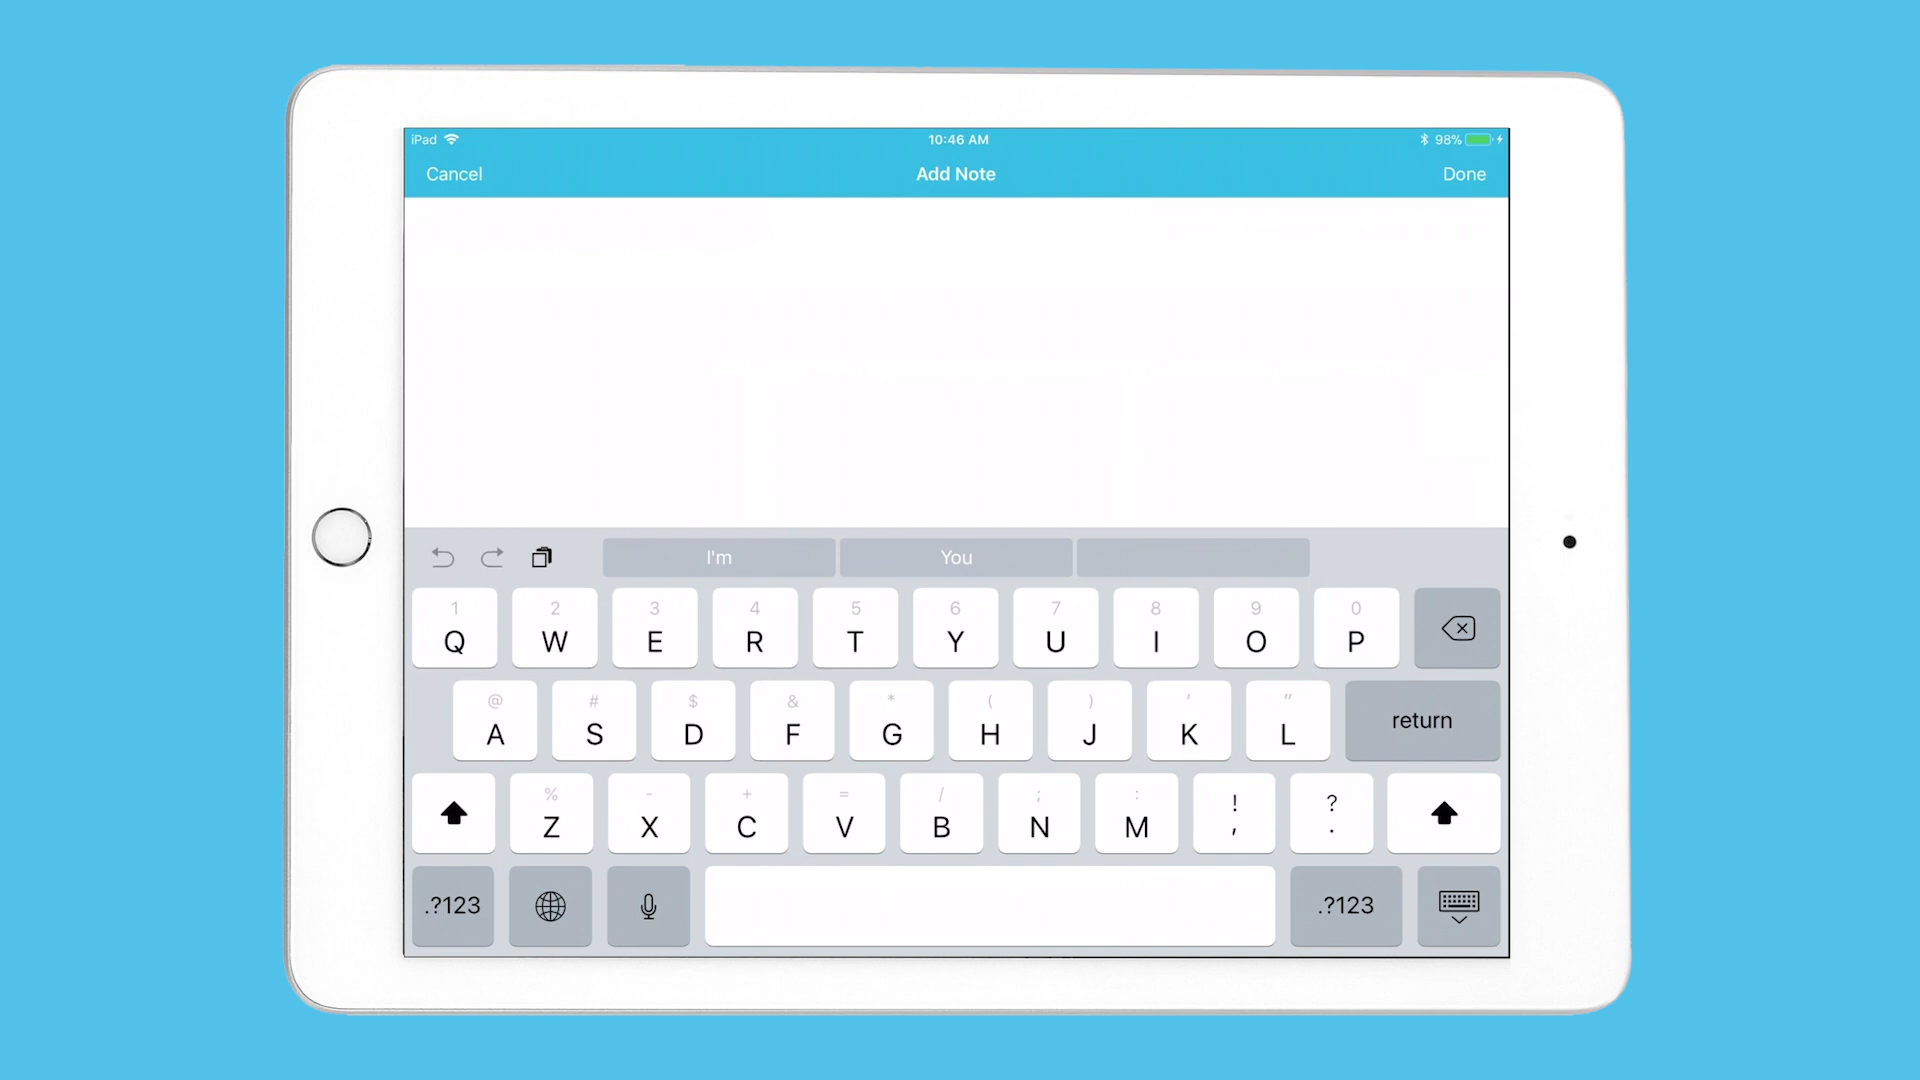 iPad 10:46 AM 98%
Cancel Add Note Done
I'm You
1 2 3 4 5 6 7 8 9 0
Q W E R T Y U I O P
@ # $ & * ( ) ' "
A S D F G H J K L return
% - + = / ; : ! ?
Z X C V B N M , .
.?123 .?123